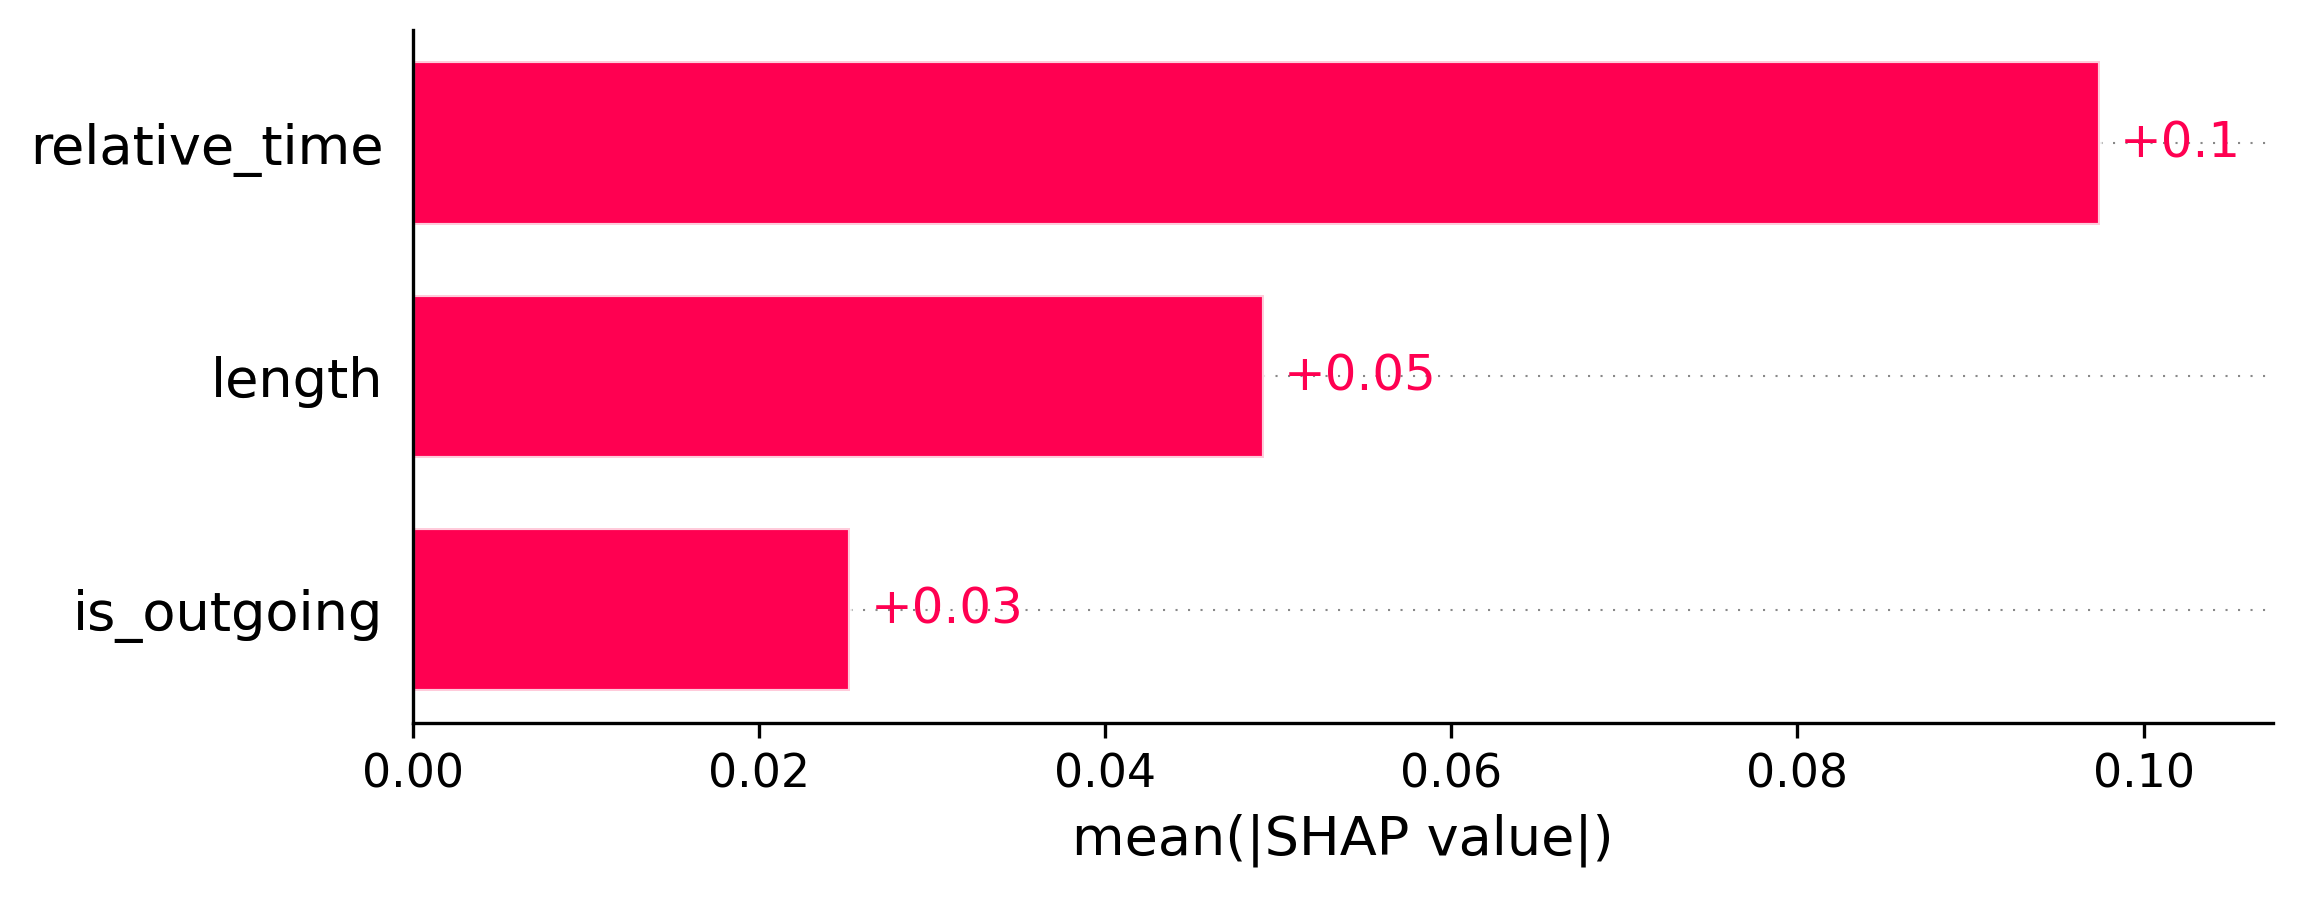 relative_time
+0.1
length
+0.05
is_outgoing
+0.03
0.00 0.02 0.04 0.06 0.08 0.10
mean(|SHAP value|)